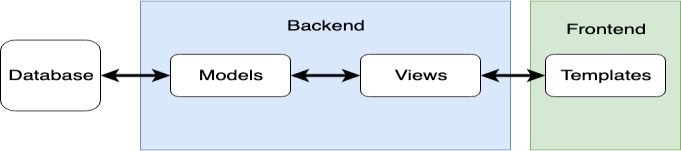 Backend
Frontend
Database
Models
Views
Templates